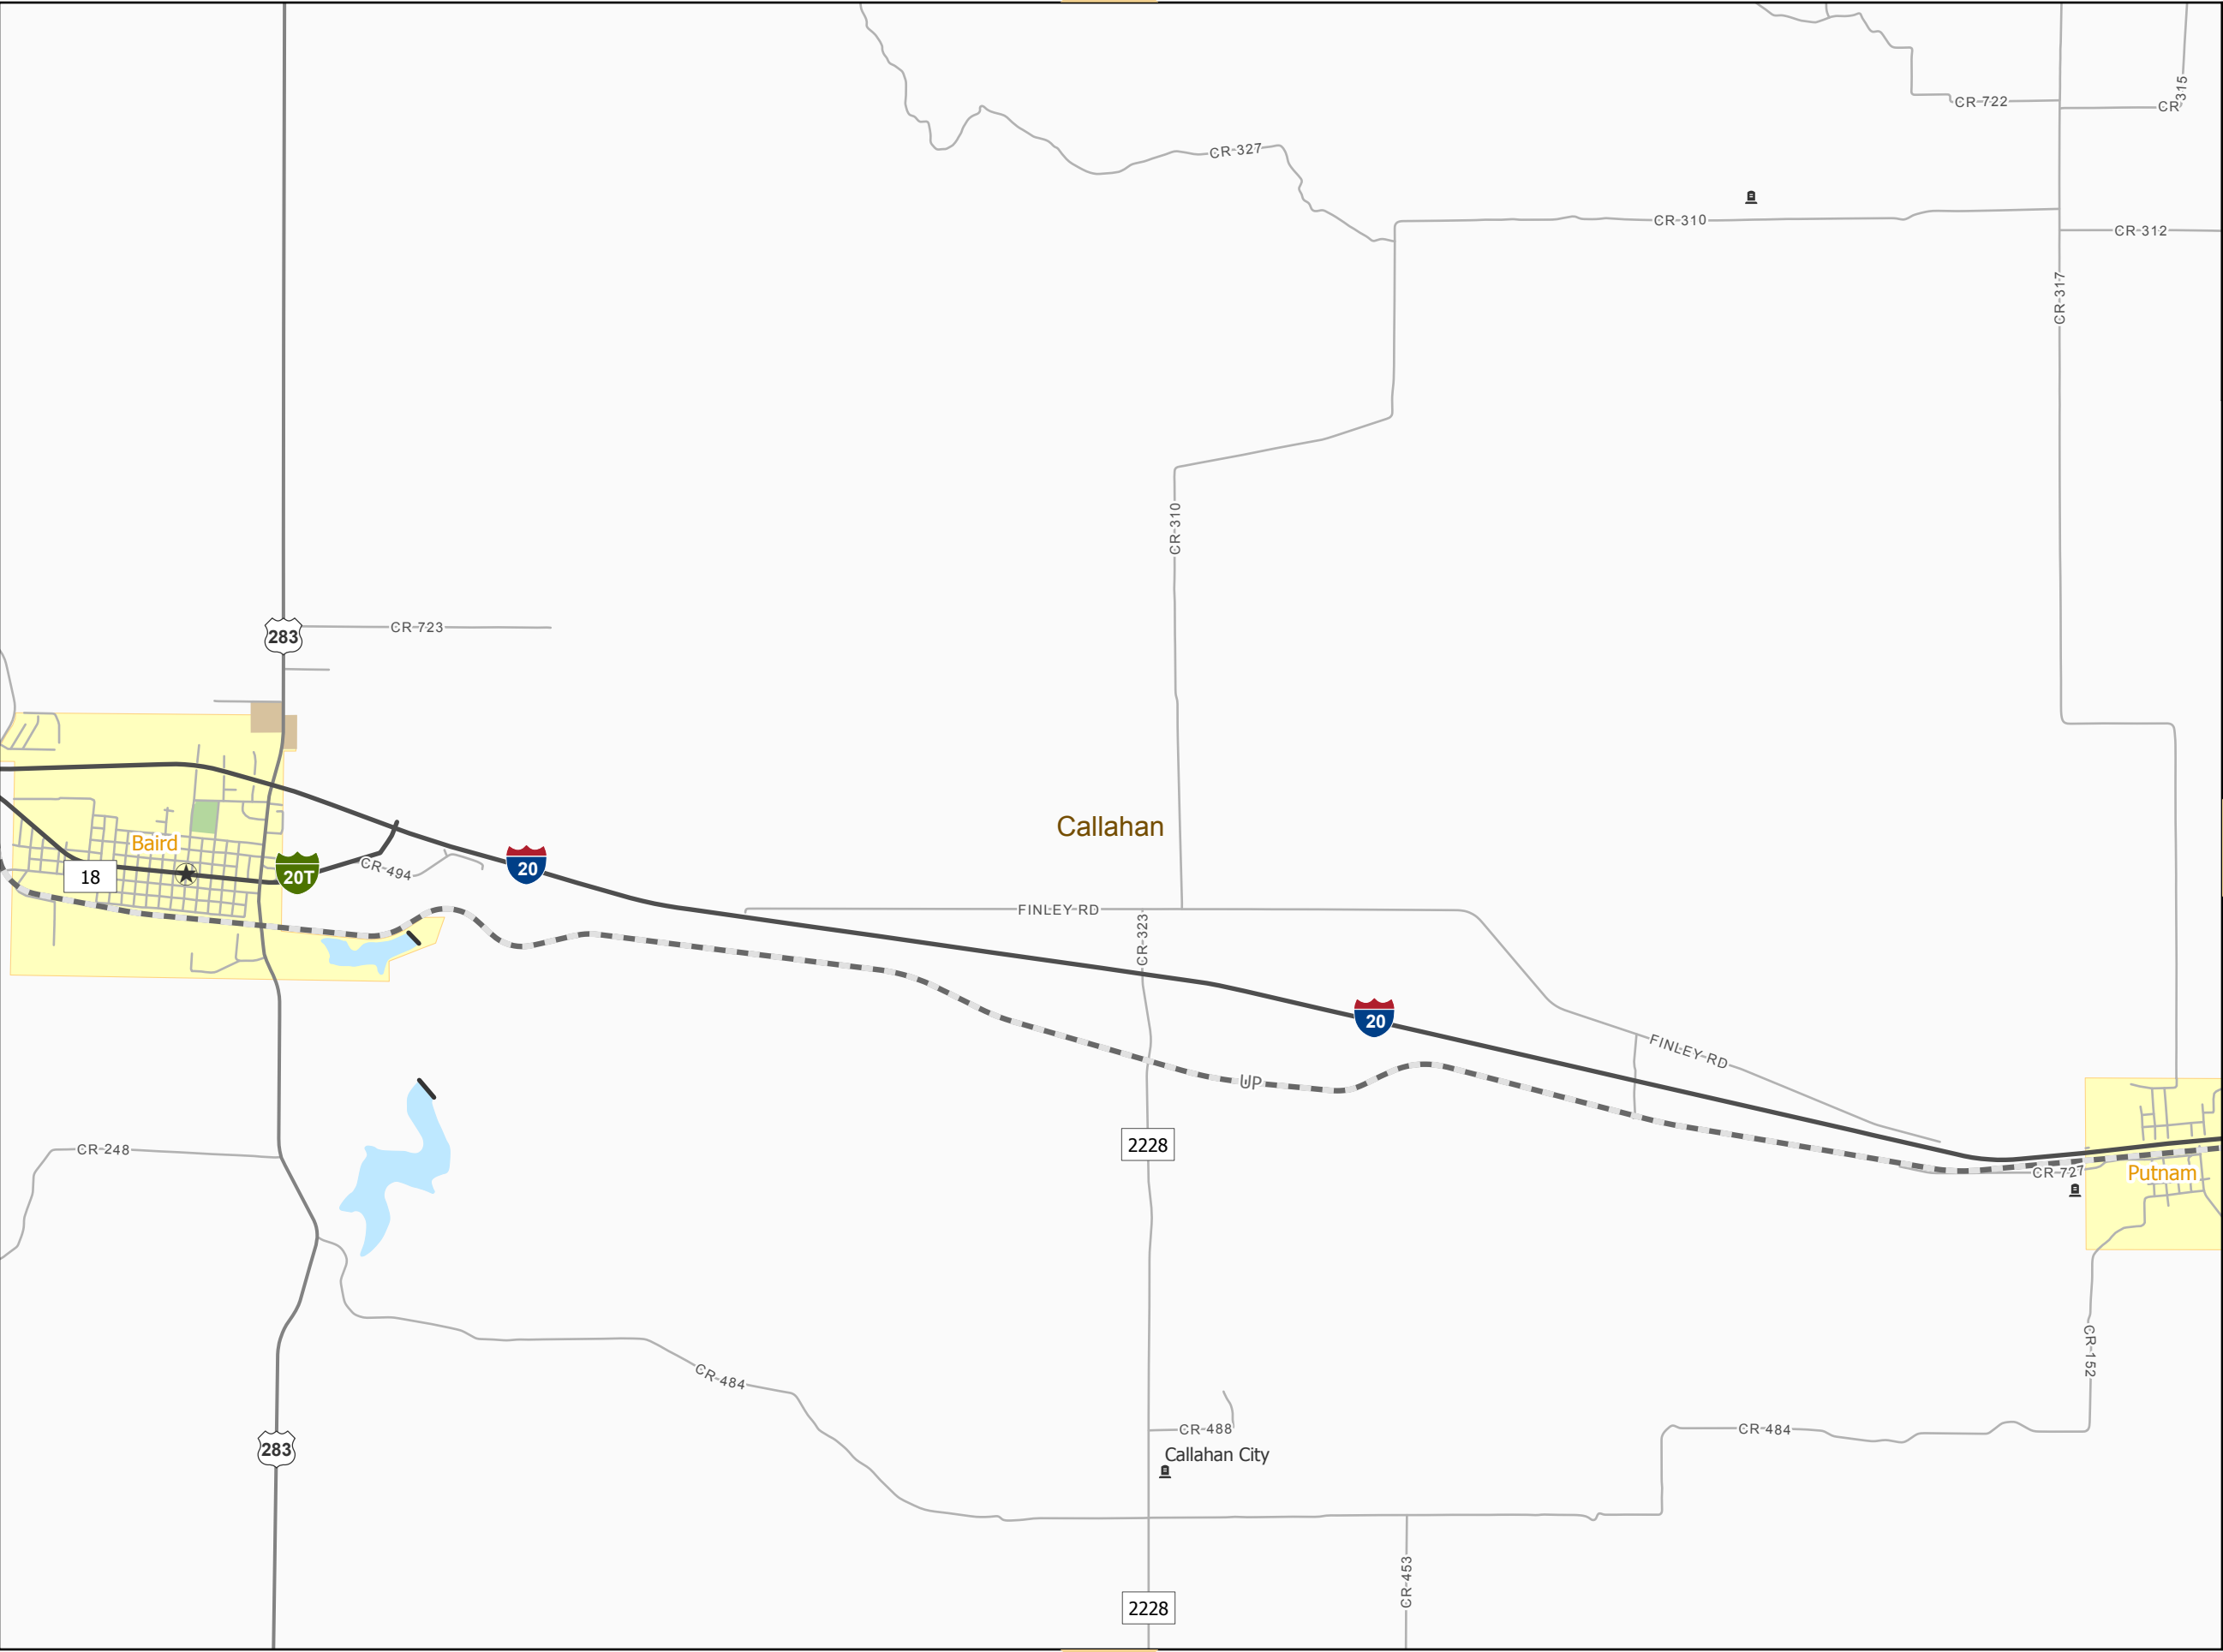 CR 722
CR 315
CR 327
CR 310
CR 312
CR 317
CR 310
283
CR 723
Callahan
Baird
18
20T
CR-494
20
FINLEY RD
CR-323
20
FINLEY RD
UP
2228
CR-248
CR-727
Putnam
CR-152
CR-484
CR-488
CR-484
283
Callahan City
CR-453
2228